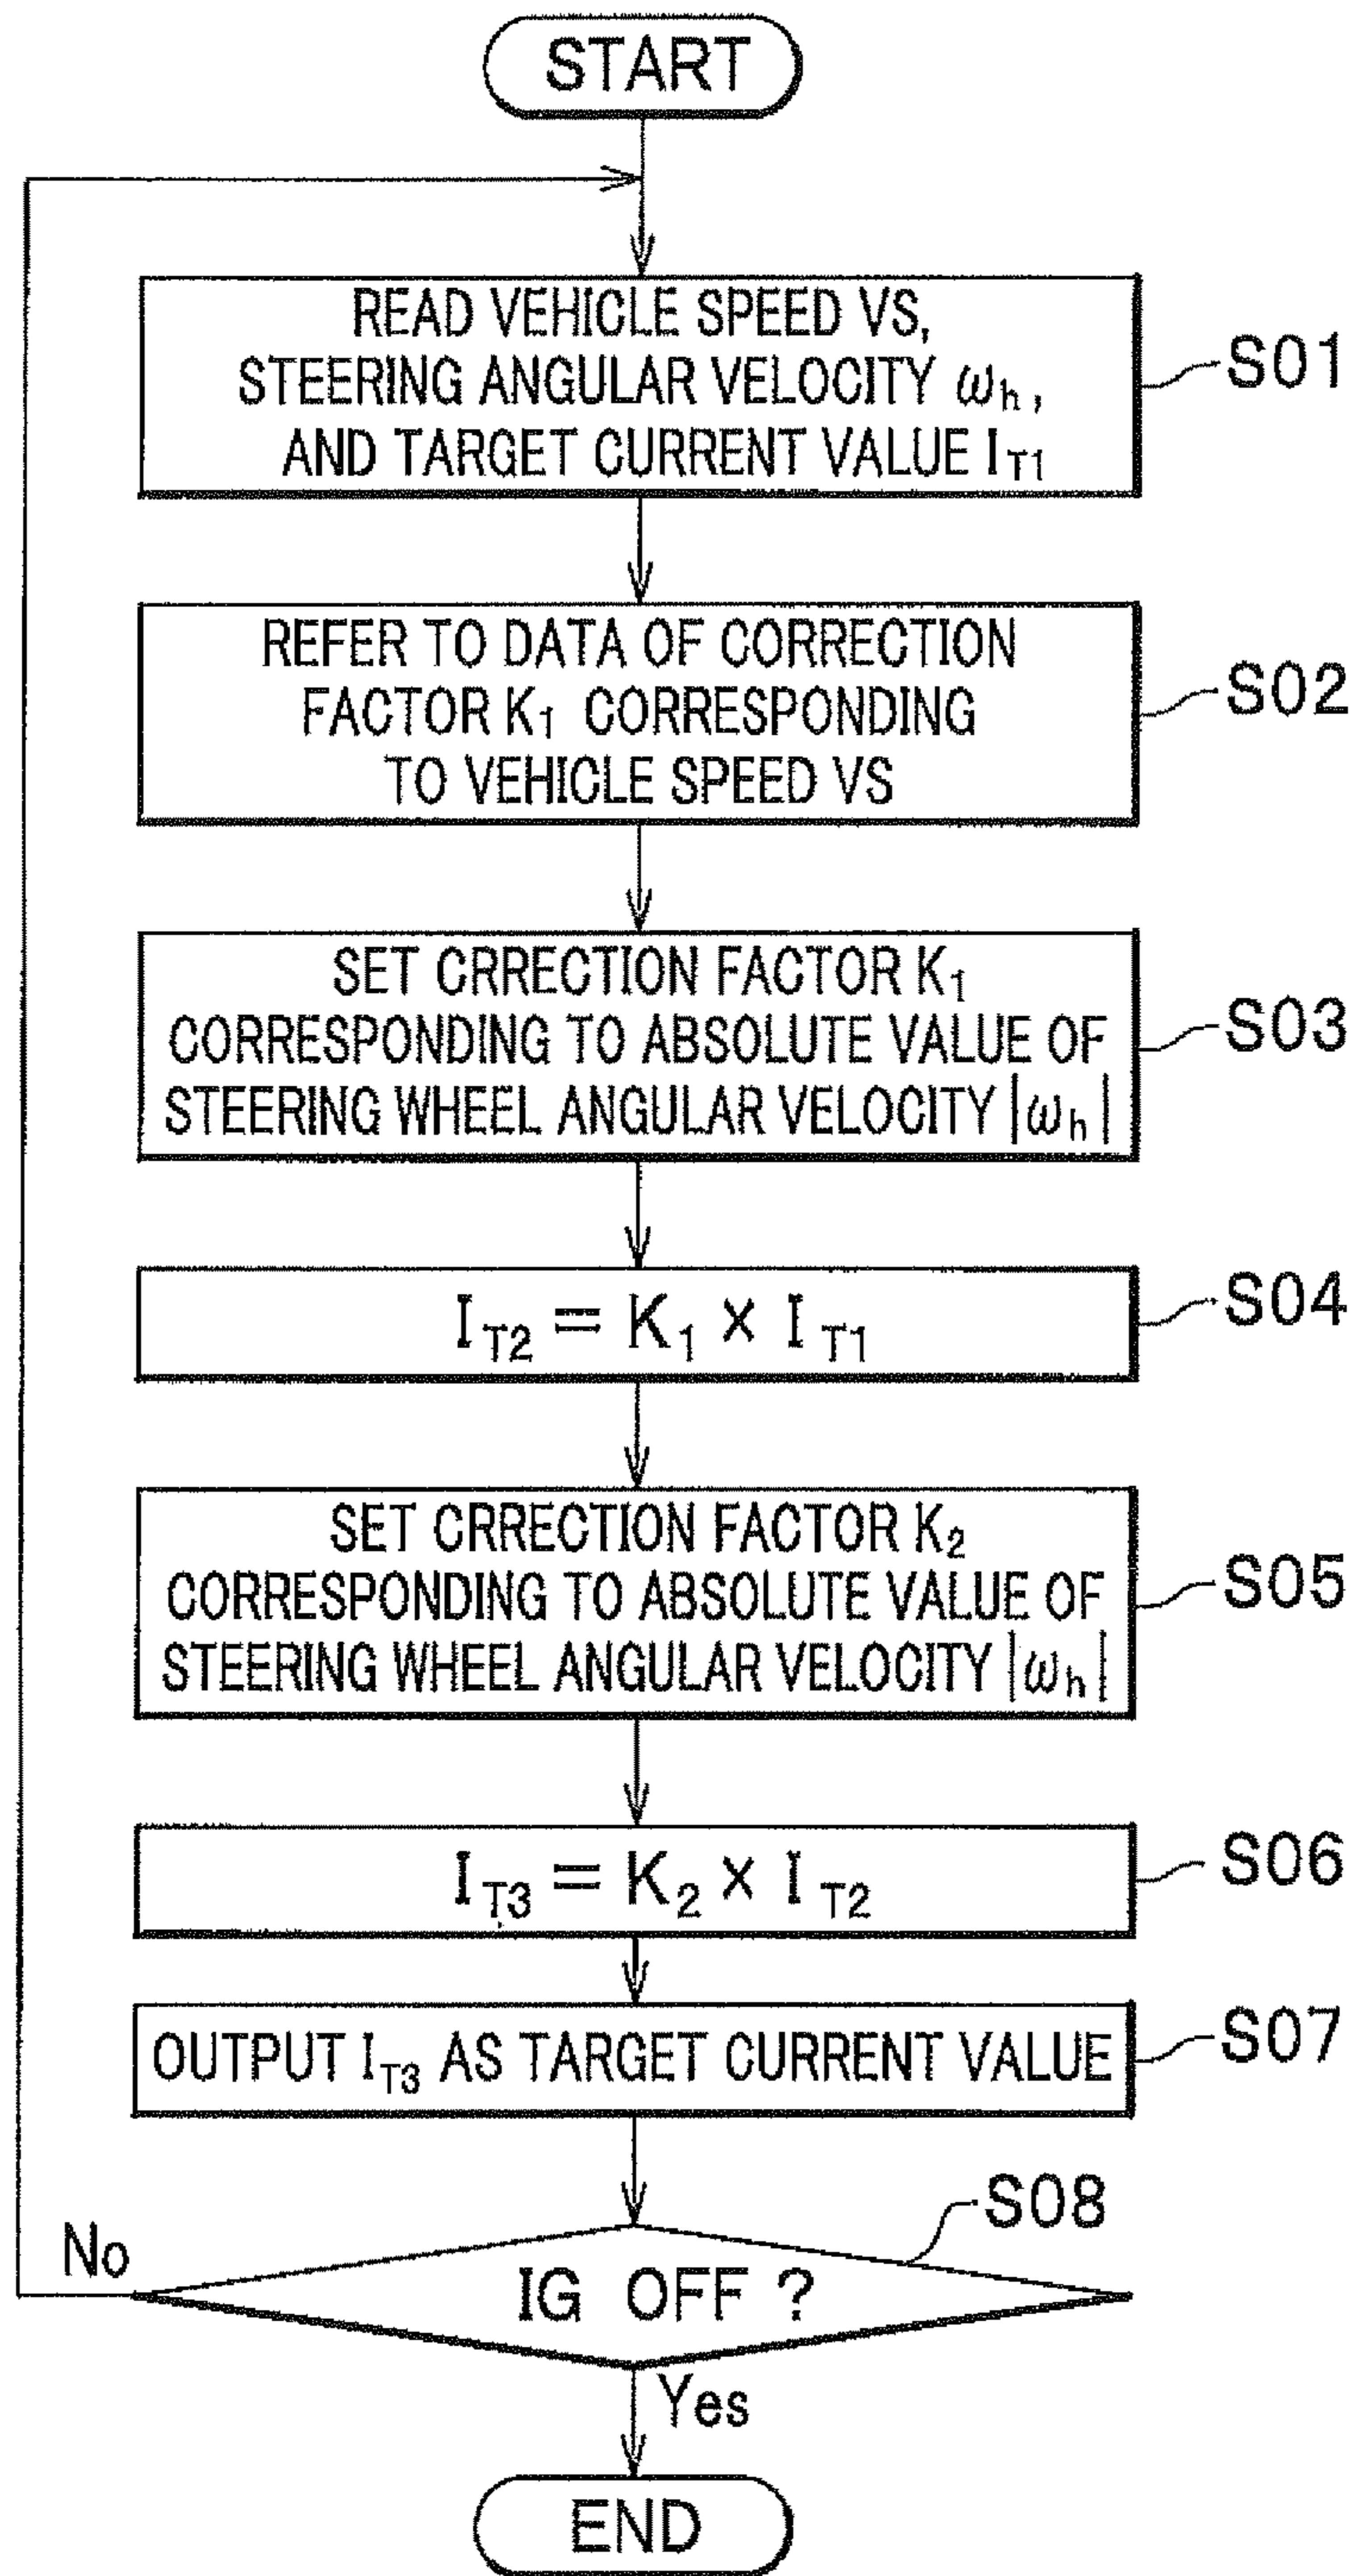 START
READ VEHICLE SPEED VS,
STEERING ANGULAR VELOCITY ωh,
AND TARGET CURRENT VALUE IT1
S01
REFER TO DATA OF CORRECTION
FACTOR K1 CORRESPONDING
TO VEHICLE SPEED VS
S02
SET CRRECTION FACTOR K1
CORRESPONDING TO ABSOLUTE VALUE OF
STEERING WHEEL ANGULAR VELOCITY |ωh|
S03
IT2 = K1 × IT1
S04
SET CRRECTION FACTOR K2
CORRESPONDING TO ABSOLUTE VALUE OF
STEERING WHEEL ANGULAR VELOCITY |ωh|
S05
IT3 = K2 × IT2
S06
OUTPUT IT3 AS TARGET CURRENT VALUE
S07
S08
No
IG OFF ?
Yes
END